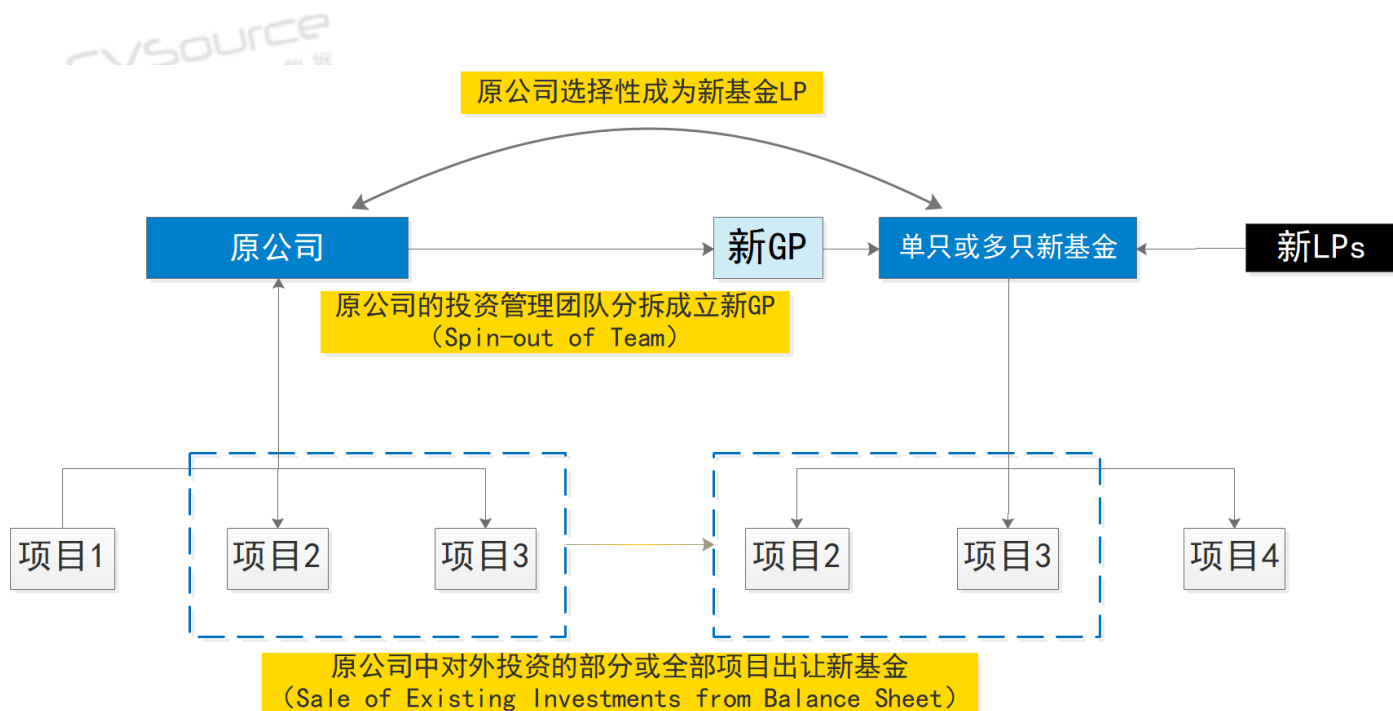 CVSource
原公司选择性成为新基金LP
原公司
新GP
单只或多只新基金
新LPs
原公司的投资管理团队分拆成立新GP
（Spin-out of Team）
项目1
项目2
项目3
项目2
项目3
项目4
原公司中对外投资的部分或全部项目出让新基金
（Sale of Existing Investments from Balance Sheet）